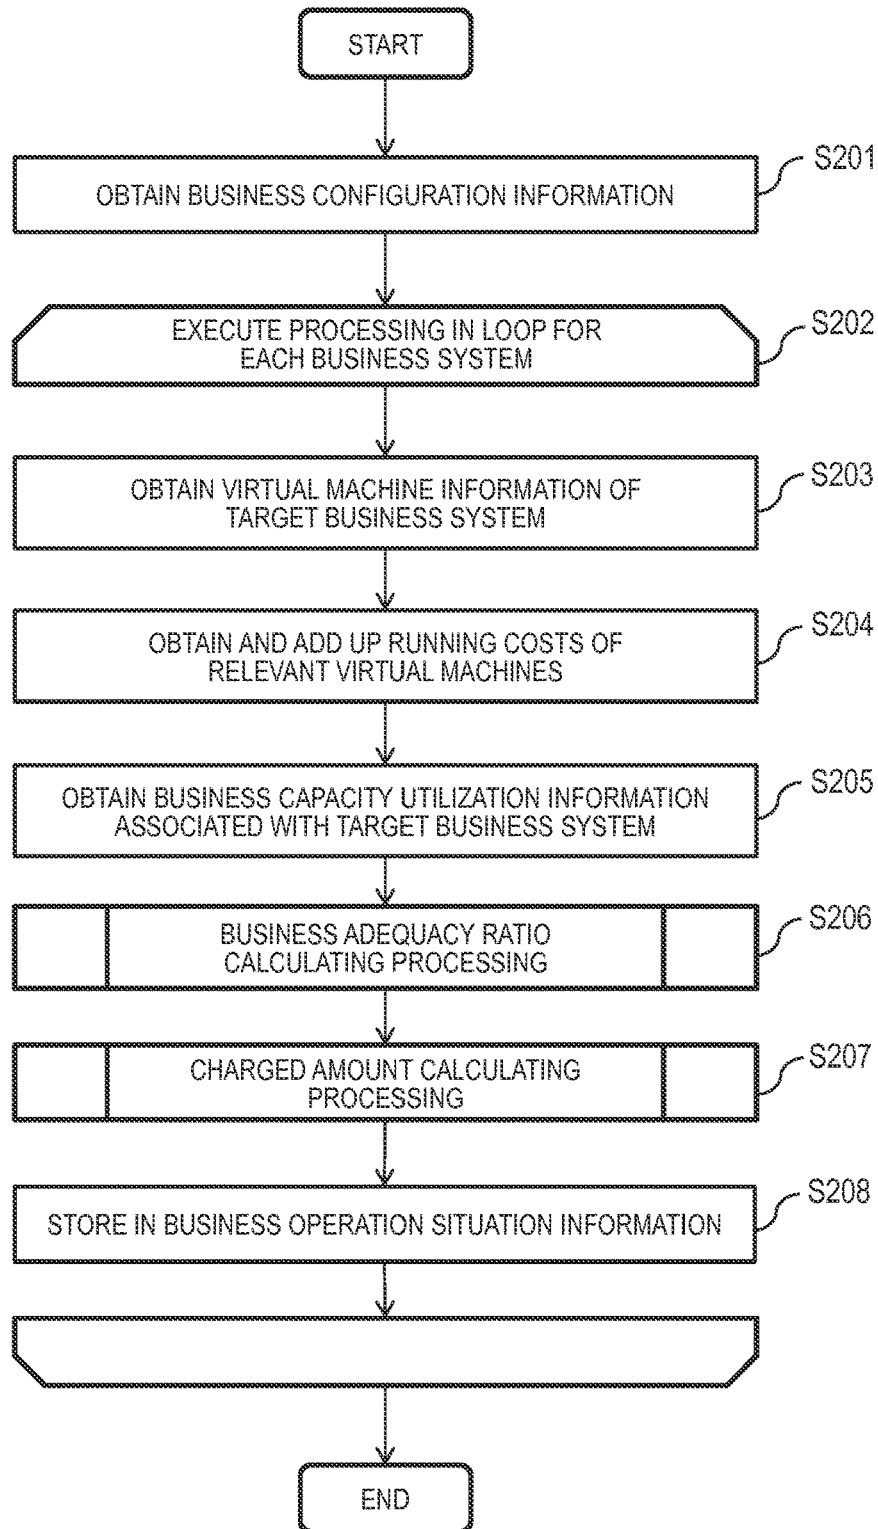 START
S201
OBTAIN BUSINESS CONFIGURATION INFORMATION
S202
EXECUTE PROCESSING IN LOOP FOR
EACH BUSINESS SYSTEM
S203
OBTAIN VIRTUAL MACHINE INFORMATION OF
TARGET BUSINESS SYSTEM
S204
OBTAIN AND ADD UP RUNNING COSTS OF
RELEVANT VIRTUAL MACHINES
S205
OBTAIN BUSINESS CAPACITY UTILIZATION INFORMATION
ASSOCIATED WITH TARGET BUSINESS SYSTEM
S206
BUSINESS ADEQUACY RATIO
CALCULATING PROCESSING
S207
CHARGED AMOUNT CALCULATING
PROCESSING
S208
STORE IN BUSINESS OPERATION SITUATION INFORMATION
END